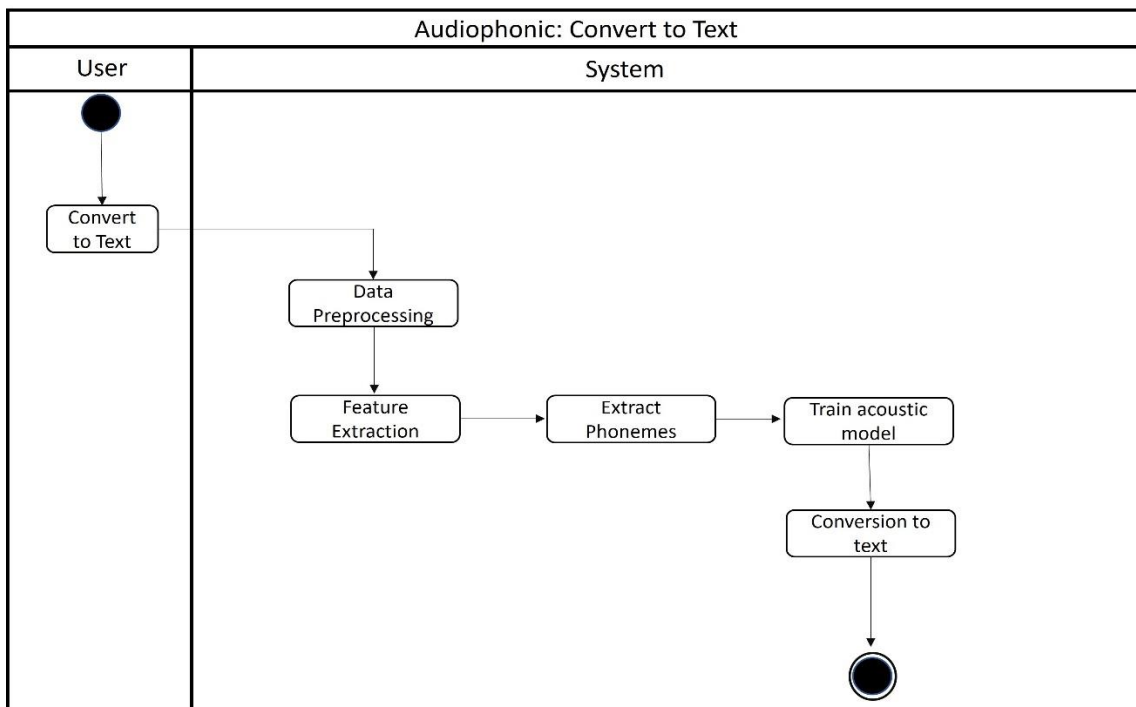 Audiophonic: Convert to Text
User
System
Convert
to Text
Data
Preprocessing
Feature
Extraction
Extract
Phonemes
Train acoustic
model
Conversion to
text